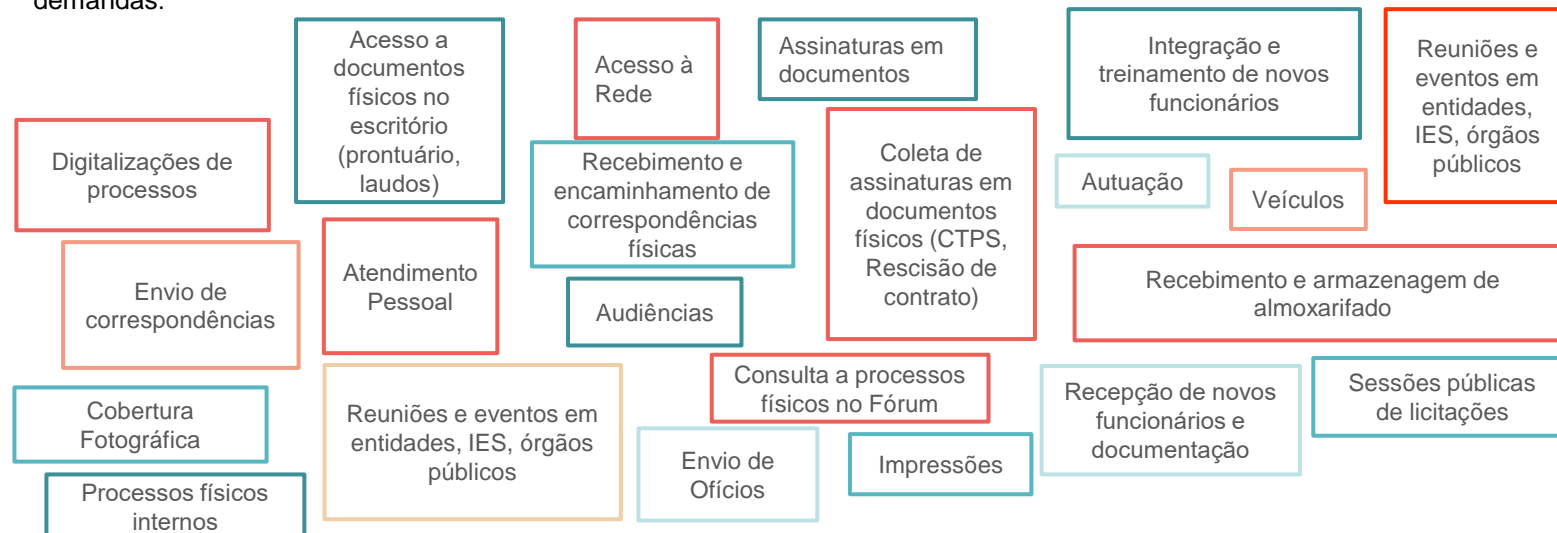 demandas:
Acesso a
documentos
físicos no
escritório
(prontuário,
laudos)
Acesso à
Rede
Assinaturas em
documentos
Integração e
treinamento de novos
funcionários
Reuniões e
eventos em
entidades,
IES, órgãos
públicos
Digitalizações de
processos
Recebimento e
encaminhamento de
correspondências
físicas
Coleta de
assinaturas em
documentos
físicos (CTPS,
Rescisão de
contrato)
Autuação
Veículos
Envio de
correspondências
Atendimento
Pessoal
Audiências
Recebimento e armazenagem de
almoxarifado
Cobertura
Fotográfica
Reuniões e eventos em
entidades, IES, órgãos
públicos
Consulta a processos
físicos no Fórum
Recepção de novos
funcionários e
documentação
Sessões públicas
de licitações
Processos físicos
internos
Envio de
Ofícios
Impressões